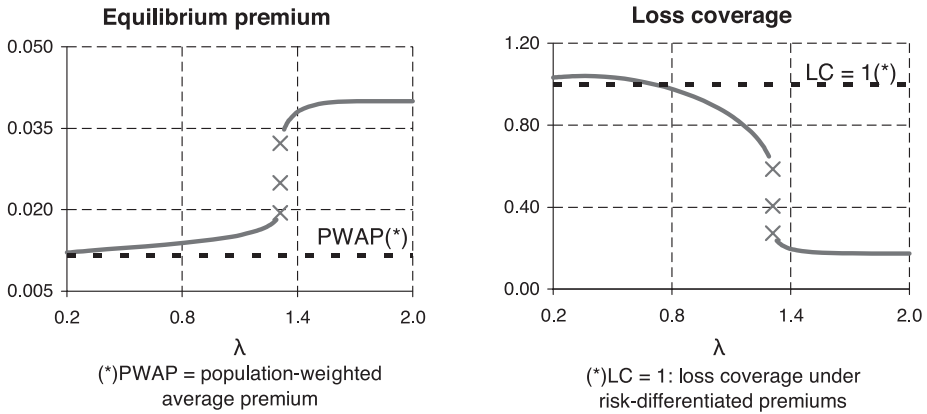 Equilibrium premium
0.050
0.035
0.020
0.005
PWAP(*)
0.2 0.8 1.4 2.0
λ
(*)PWAP = population-weighted
average premium
Loss coverage
1.20
0.80
0.40
0.00
LC = 1(*)
0.2 0.8 1.4 2.0
λ
(*)LC = 1: loss coverage under
risk-differentiated premiums